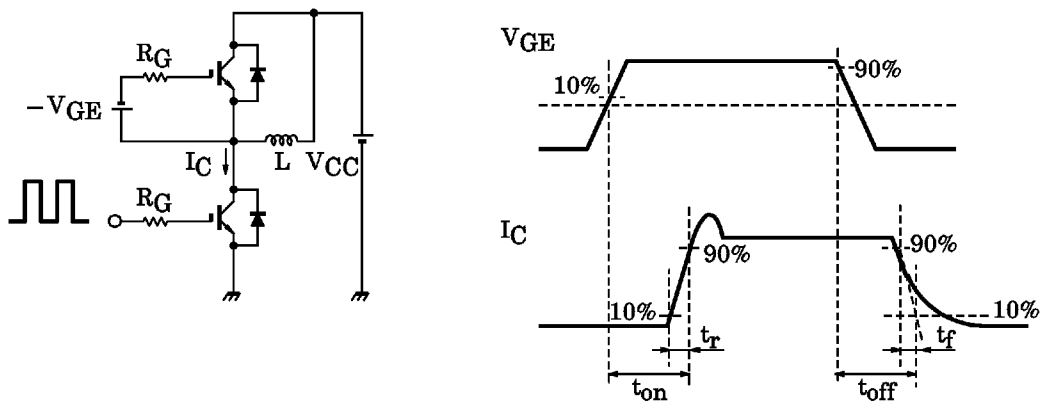 RG
-VGE
IC
L
VCC
RG
VGE
10%
90%
IC
90%
90%
10%
10%
tr
tf
ton
toff